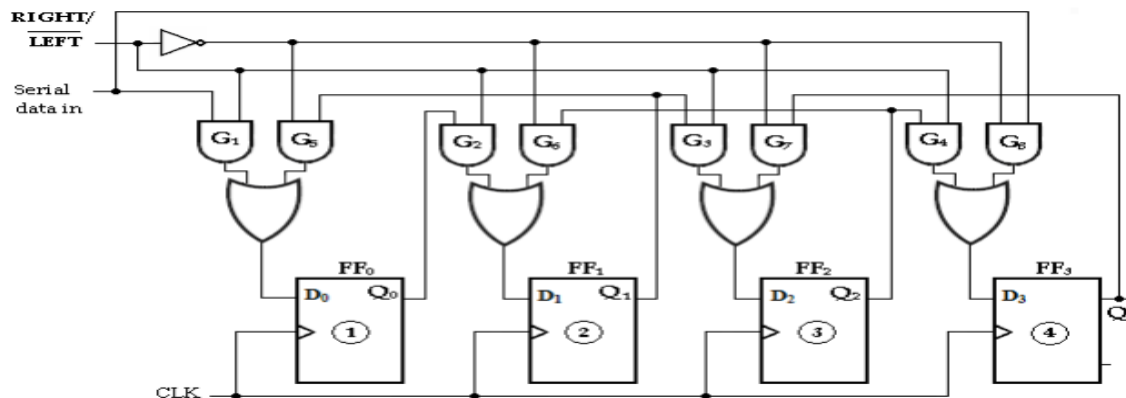 RIGHT/
LEFT
Serial
data in
G1 G5 G2 G6 G3 G7 G4 G8
FF0 FF1 FF2 FF3
D0 Q0 D1 Q1 D2 Q2 D3 Q
1 2 3 4
CLK